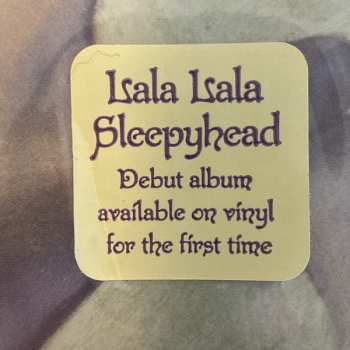 Lala Lala
Sleepyhead
Debut album
available on vinyl
for the first time